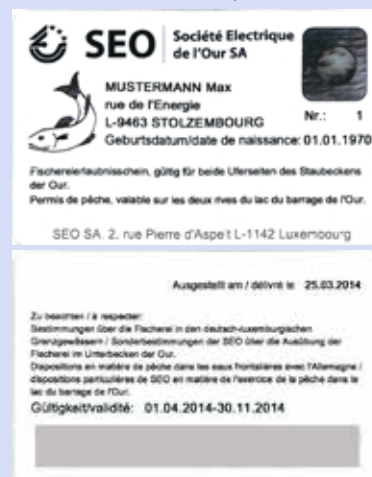 SEO Société Electrique
de l'Our SA
MUSTERMANN Max
rue de l'Energie
L-9463 STOLZEMBOURG
Nr.: 1
Geburtsdatum/date de naissance: 01.01.1970
Fischereierlaubnisschein, gültig für beide Uferseiten des Staubeckens
der Our.
Permis de pêche, valable sur les deux rives du lac du barrage de l'Our.
SEO SA. 2, rue Pierre d'Aspelt L-1142 Luxembourg
Ausgestellt am / délivré le: 25.03.2014
Zu beachten / à respecter:
Bestimmungen über die Fischerei in den deutsch-luxemburgischen
Grenzgewässern / Sonderbestimmungen der SEO über die Ausübung der
Fischerei im Unterbecken der Our.
Dispositions en matière de pêche dans les eaux frontalières avec l'Allemagne /
dispositions particulières de SEO en matière de l'exercice de la pêche dans le
lac du barrage de l'Our.
Gültigkeit/validité: 01.04.2014-30.11.2014